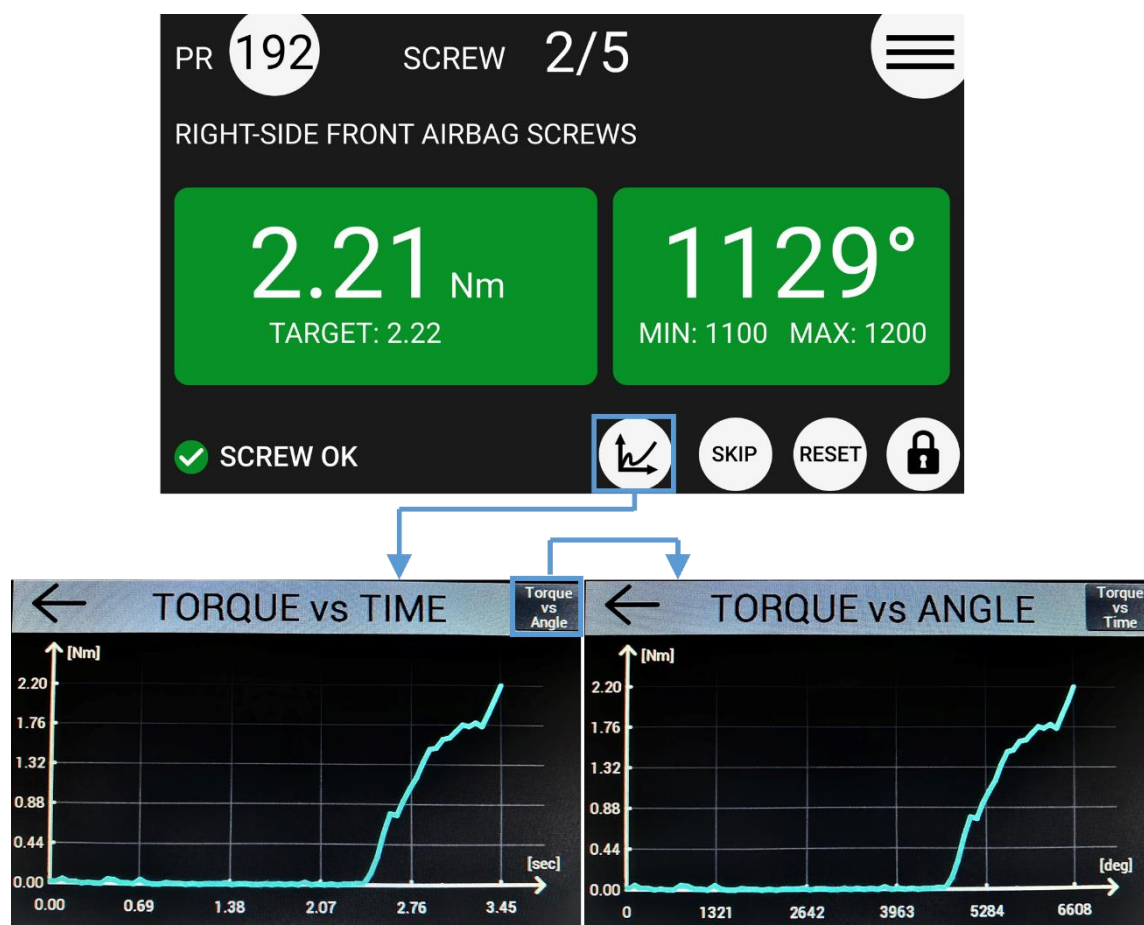 PR 192 SCREW 2/5
RIGHT-SIDE FRONT AIRBAG SCREWS
2.21 Nm
TARGET: 2.22
1129°
MIN: 1100 MAX: 1200
SCREW OK
SKIP
RESET
TORQUE vs TIME
Torque
vs
Angle
[Nm]
2.20
1.76
1.32
0.88
0.44
0.00
[sec]
0.00 0.69 1.38 2.07 2.76 3.45
TORQUE vs ANGLE
Torque
vs
Time
[Nm]
2.20
1.76
1.32
0.88
0.44
0.00
[deg]
0 1321 2642 3963 5284 6608